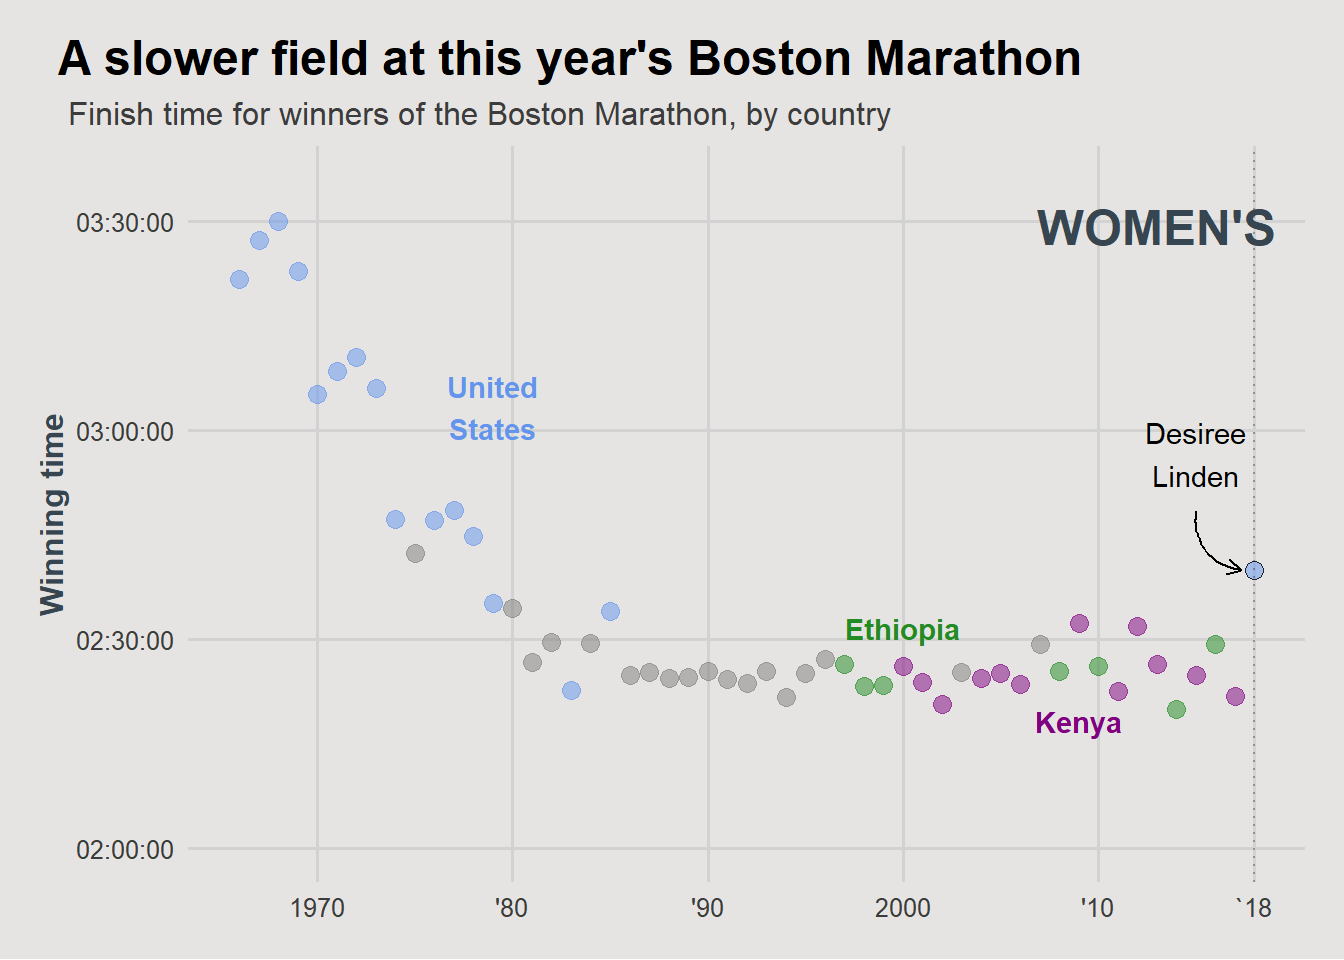 A slower field at this year's Boston Marathon
Finish time for winners of the Boston Marathon, by country
WOMEN'S
03:30:00
United
States
03:00:00
Desiree
Linden
Winning time
02:30:00
Ethiopia
Kenya
02:00:00
1970
'80
'90
2000
'10
`18